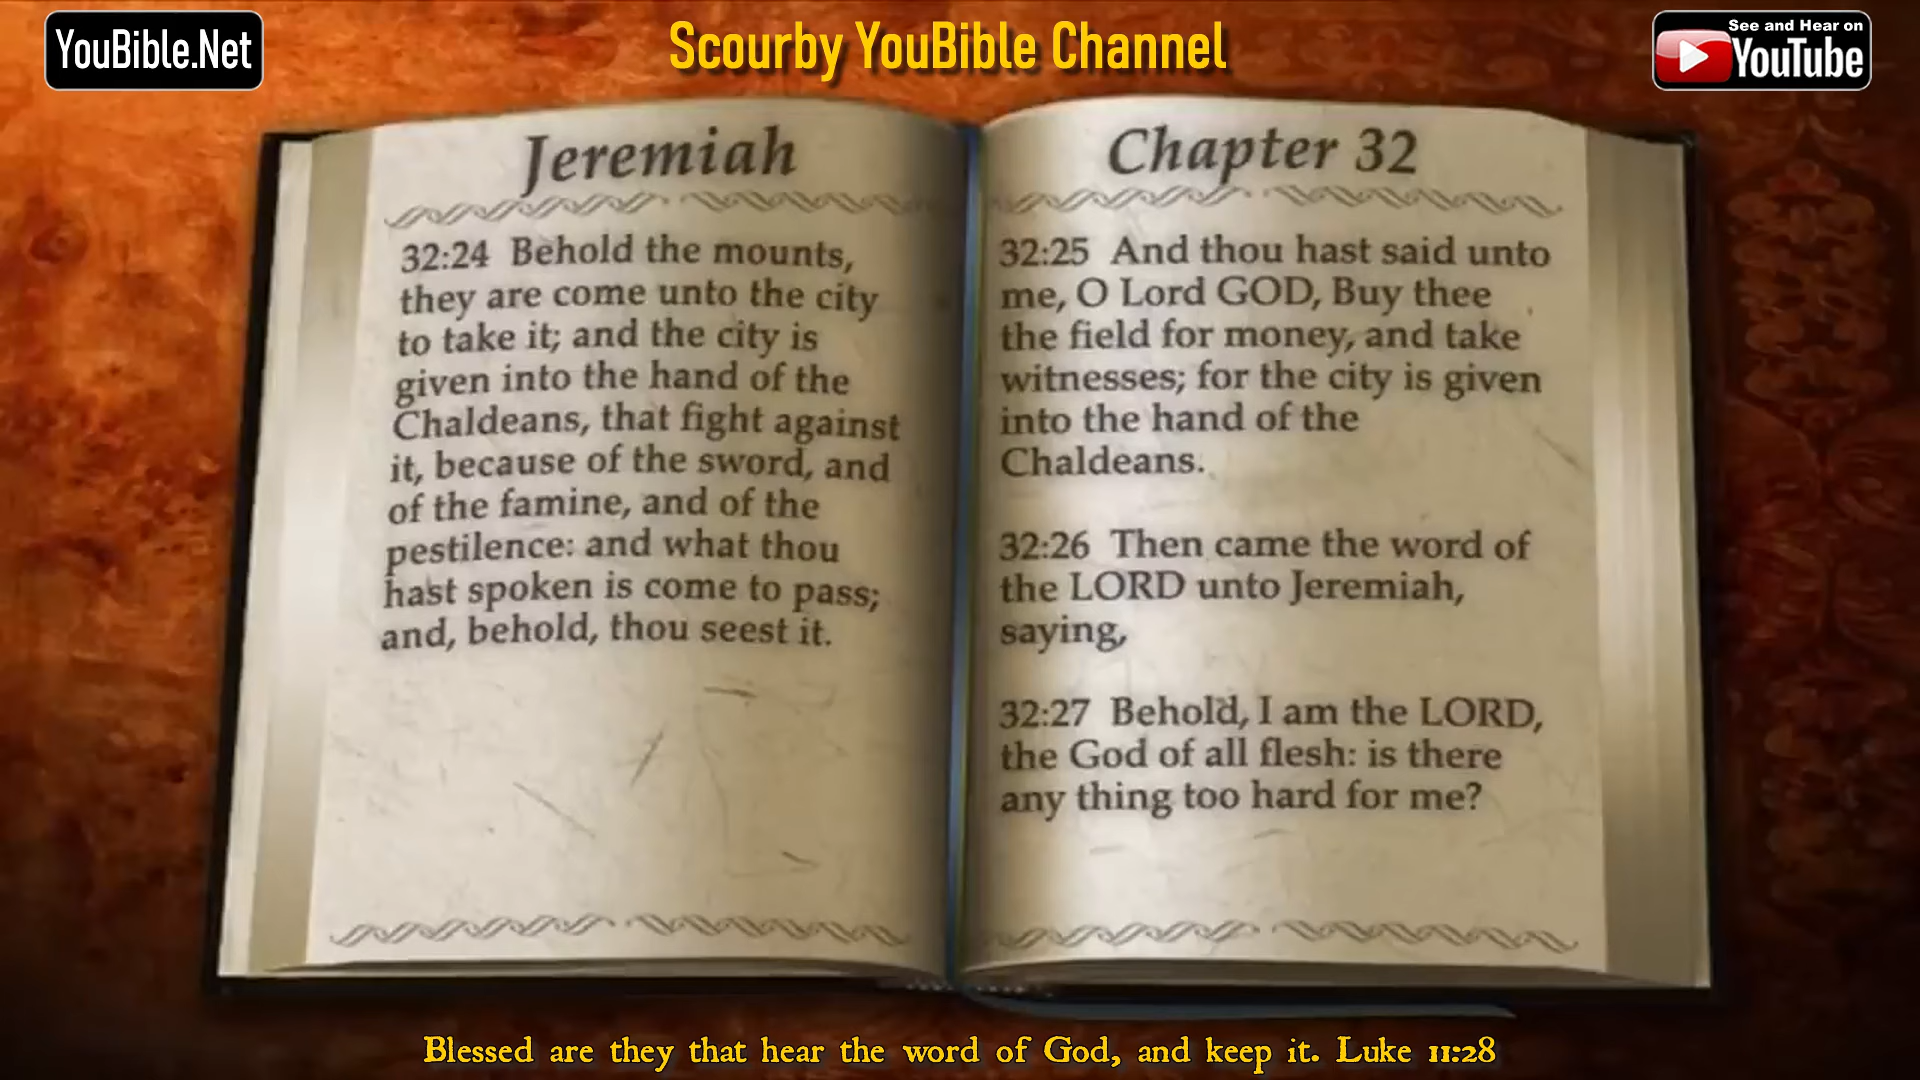 YouBible.Net
Scourby YouBible Channel
See and Hear on
YouTube
Jeremiah
32:24 Behold the mounts,
they are come unto the city
to take it; and the city is
given into the hand of the
Chaldeans, that fight against
it, because of the sword, and
of the famine, and of the
pestilence: and what thou
hast spoken is come to pass;
and, behold, thou seest it.
Chapter 32
32:25 And thou hast said unto
me, O Lord GOD, Buy thee
the field for money, and take
witnesses; for the city is given
into the hand of the
Chaldeans.
32:26 Then came the word of
the LORD unto Jeremiah,
saying,
32:27 Behold, I am the LORD,
the God of all flesh: is there
any thing too hard for me?
Blessed are they that hear the word of God, and keep it. Luke 11:28